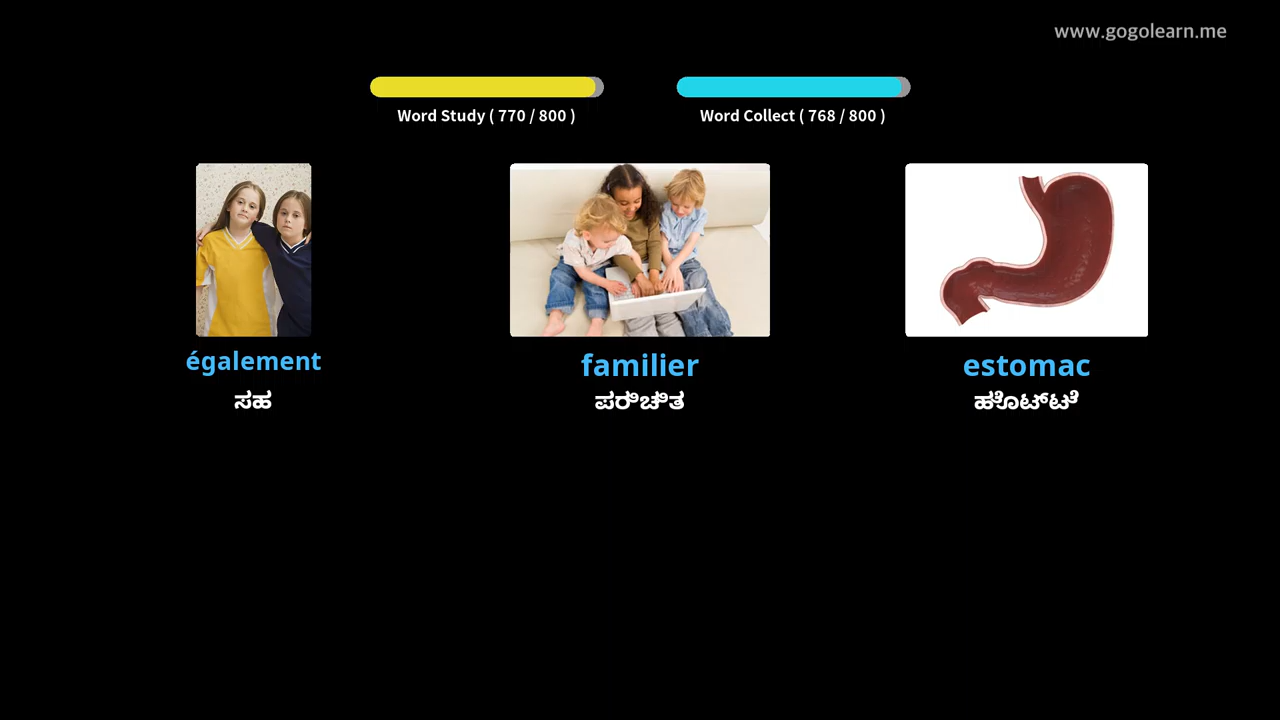 www.gogolearn.me
Word Study ( 770 / 800 )
Word Collect ( 768 / 800 )
également
familier
estomac
ಸಹ
ಪರಿಚಿತ
ಹೊಟ್ಟೆ